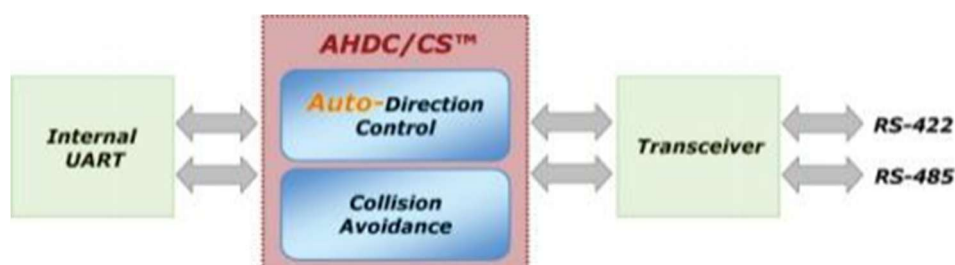 AHDC/CS™
Internal
UART
Auto-Direction
Control
Collision
Avoidance
Transceiver
RS-422
RS-485